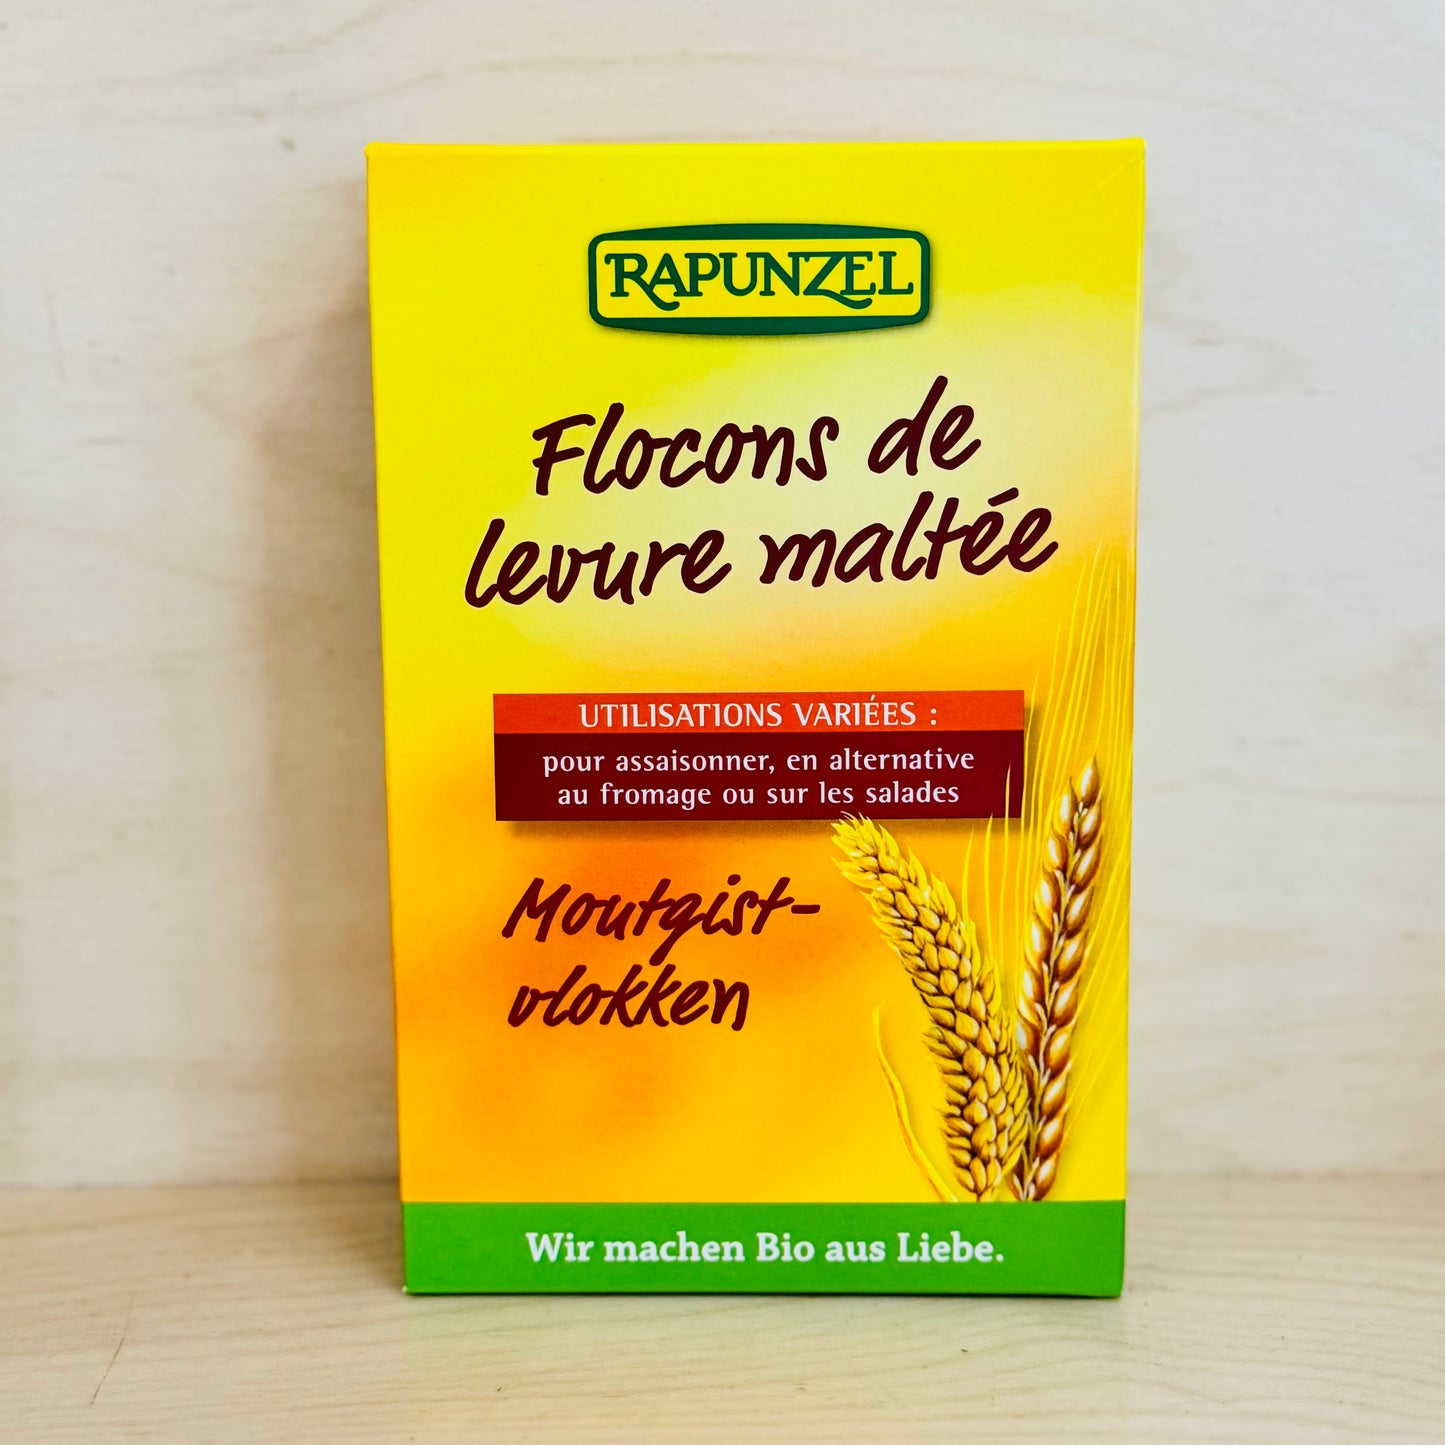 RAPUNZEL
Flocons de
levure maltée
UTILISATIONS VARIÉES :
pour assaisonner, en alternative
au fromage ou sur les salades
Moutgist-
vlokken
Wir machen Bio aus Liebe.